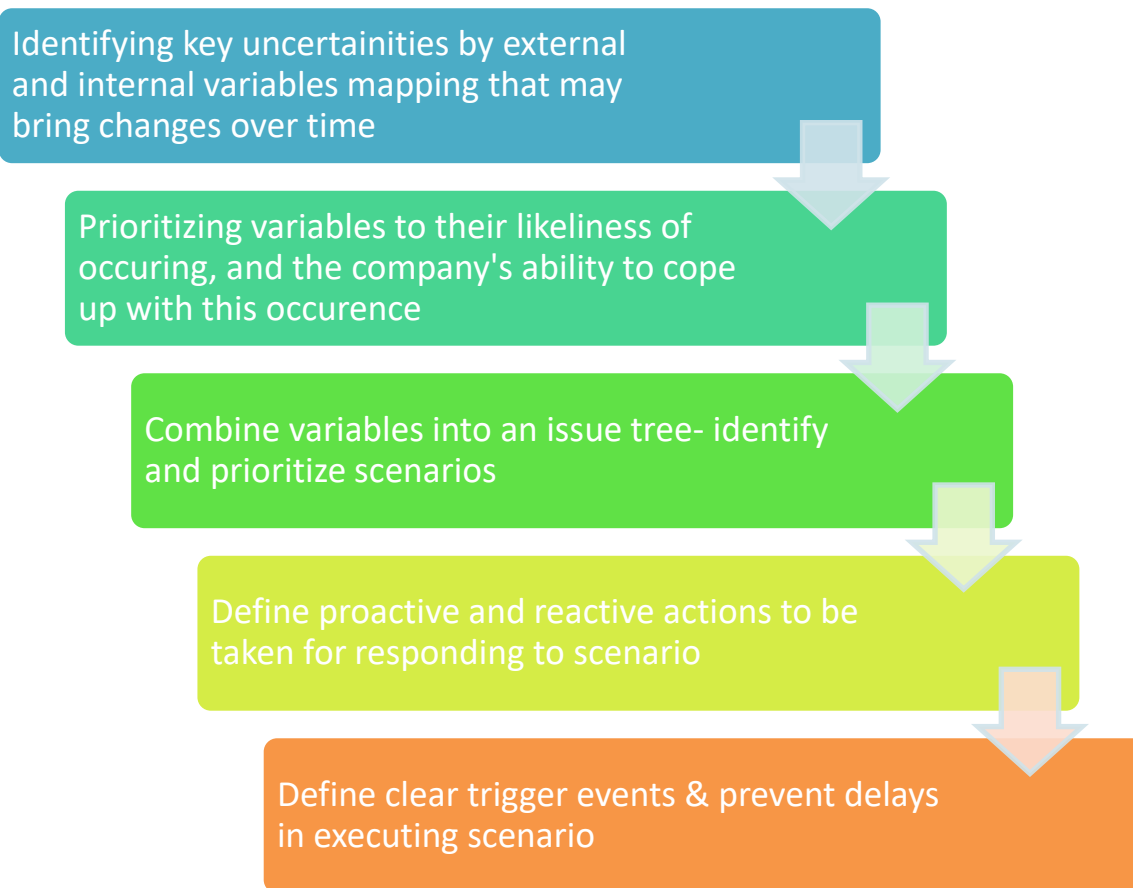 Identifying key uncertainities by external
and internal variables mapping that may
bring changes over time
Prioritizing variables to their likeliness of
occuring, and the company's ability to cope
up with this occurence
Combine variables into an issue tree- identify
and prioritize scenarios
Define proactive and reactive actions to be
taken for responding to scenario
Define clear trigger events & prevent delays
in executing scenario